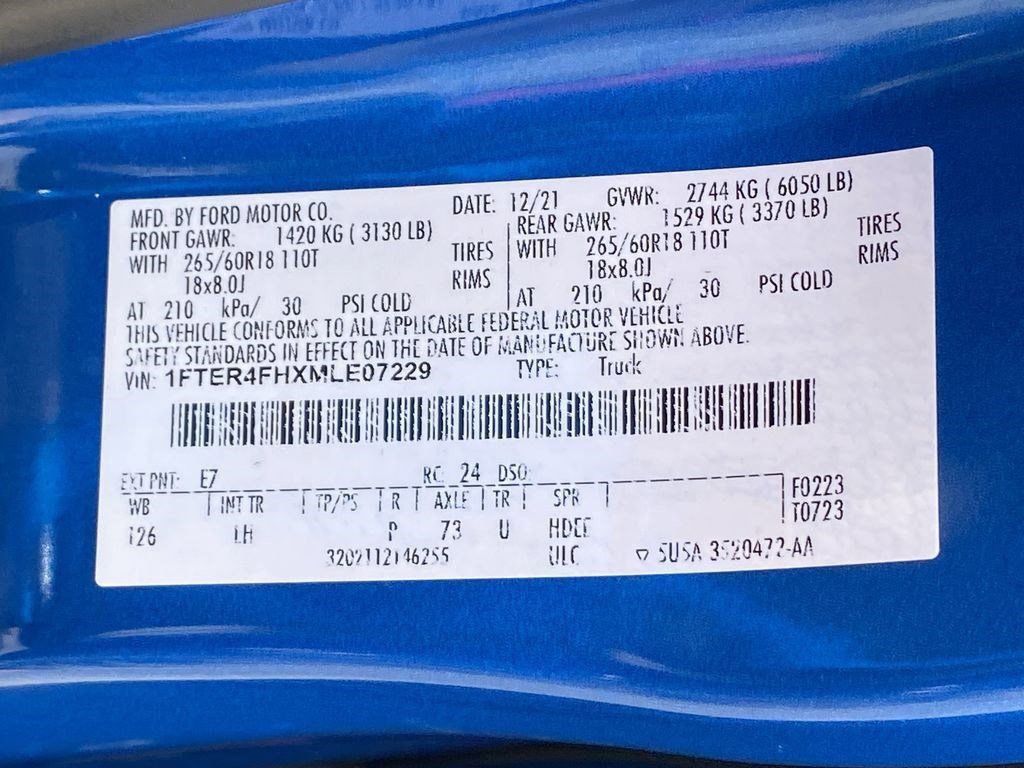 MFD. BY FORD MOTOR CO. DATE: 12/21 GVWR: 2744 KG ( 6050 LB)
FRONT GAWR: 1420 KG ( 3130 LB) REAR GAWR: 1529 KG ( 3370 LB)
WITH 265/60R18 110T TIRES WITH 265/60R18 110T TIRES
18x8.0J RIMS 18x8.0J RIMS
AT 210 kPa/ 30 PSI COLD AT 210 kPa/ 30 PSI COLD
THIS VEHICLE CONFORMS TO ALL APPLICABLE FEDERAL MOTOR VEHICLE
SAFETY STANDARDS IN EFFECT ON THE DATE OF MANUFACTURE SHOWN ABOVE.
VIN: 1FTER4FHXMLE07229 TYPE: Truck
EXT PNT: E7 RC: 24 DSO:
WB INT TR TP/PS R AXLE TR SPR F0223
126 LH P 73 U T0723
3202112146255 ULC 5U5A 3520472-AA